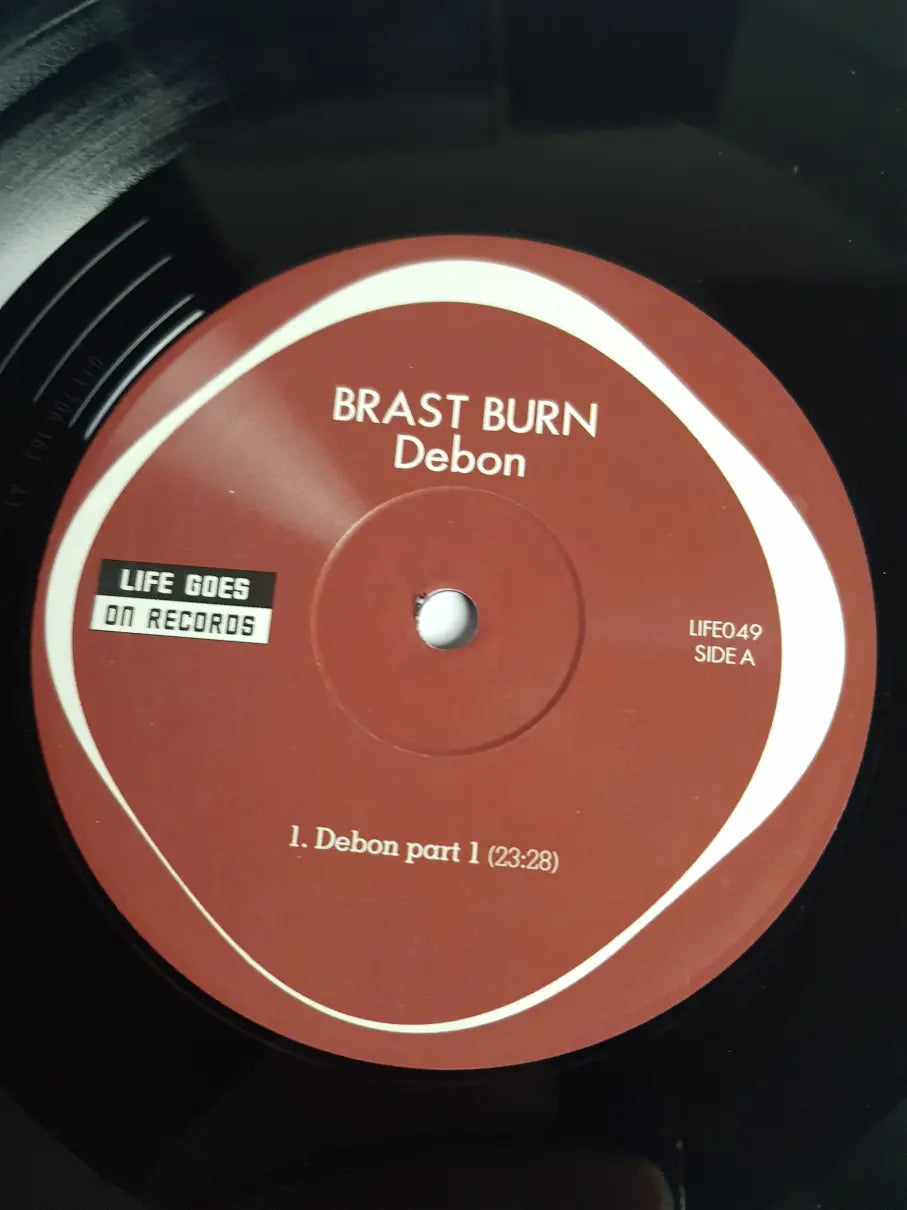 BRAST BURN
Debon
LIFE GOES
ON RECORDS
LIFE049
SIDE A
1. Debon part 1 (23:28)